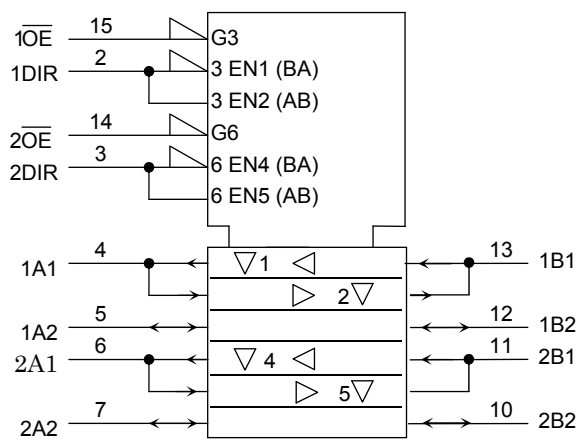 1OE 15 G3
1DIR 2 3 EN1 (BA)
3 EN2 (AB)
2OE 14 G6
2DIR 3 6 EN4 (BA)
6 EN5 (AB)
1A1 4 1 13 1B1
2
1A2 5 12 1B2
2A1 6 4 11 2B1
5
2A2 7 10 2B2